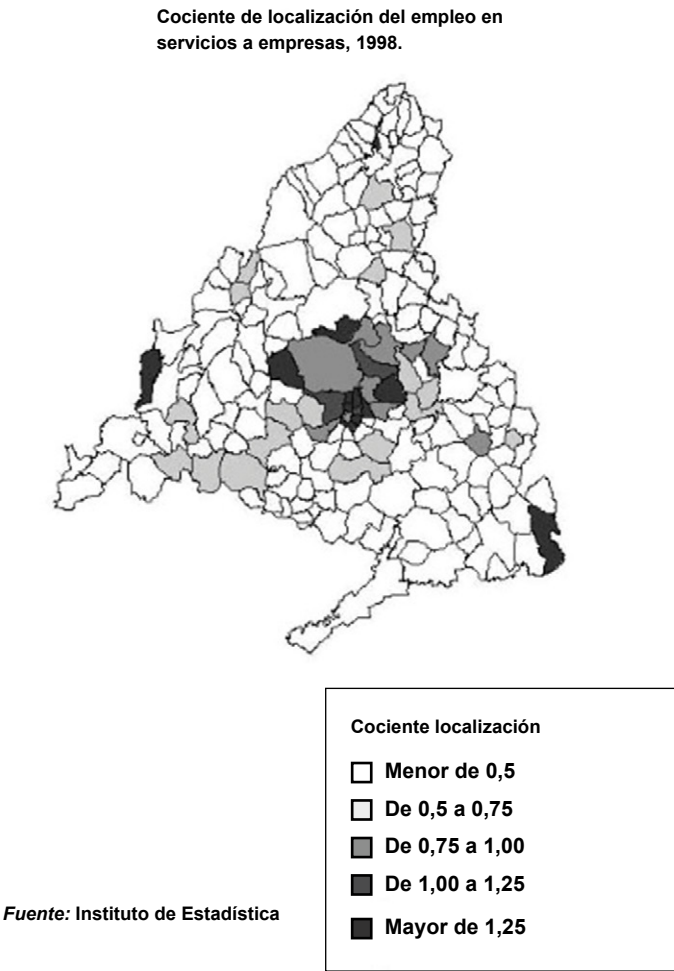 Cociente de localización del empleo en
servicios a empresas, 1998.
Cociente localización
Menor de 0,5
De 0,5 a 0,75
De 0,75 a 1,00
De 1,00 a 1,25
Mayor de 1,25
Fuente: Instituto de Estadística